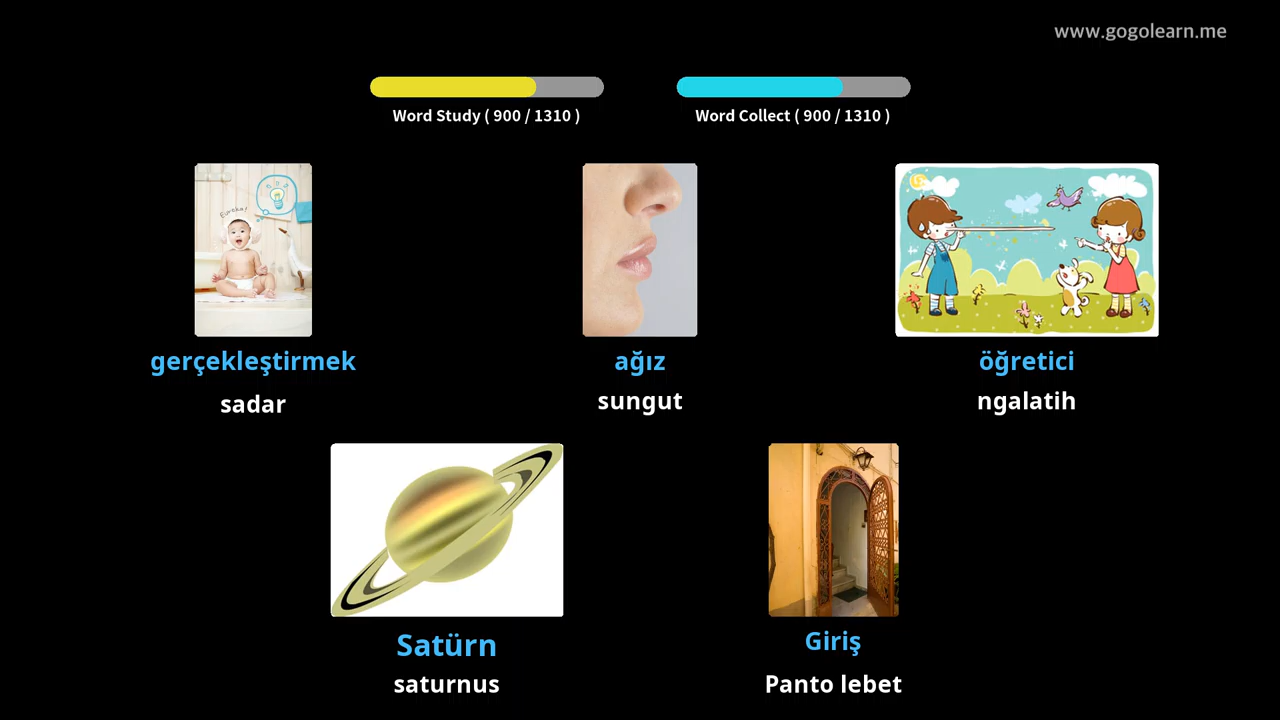 www.gogolearn.me
Word Study ( 900 / 1310 )
Word Collect ( 900 / 1310 )
Eureka!
gerçekleştirmek
sadar
ağız
sungut
öğretici
ngalatih
Satürn
saturnus
Giriş
Panto lebet